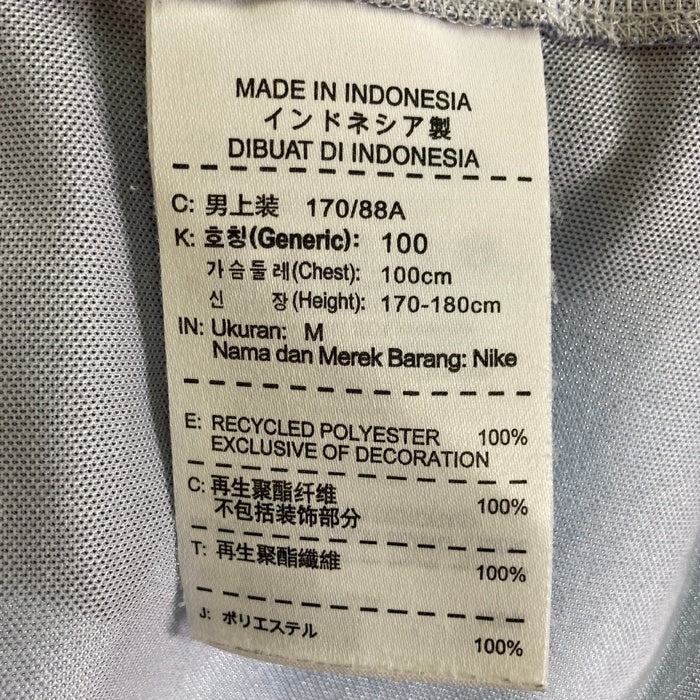 MADE IN INDONESIA
インドネシア製
DIBUAT DI INDONESIA
C: 男上装 170/88A
K: 호칭(Generic): 100
가슴둘레(Chest): 100cm
신 장(Height): 170-180cm
IN: Ukuran: M
Nama dan Merek Barang: Nike
E: RECYCLED POLYESTER 100%
EXCLUSIVE OF DECORATION
C: 再生聚酯纤维 100%
不包括装饰部分
T: 再生聚酯纖維 100%
J: ポリエステル 100%